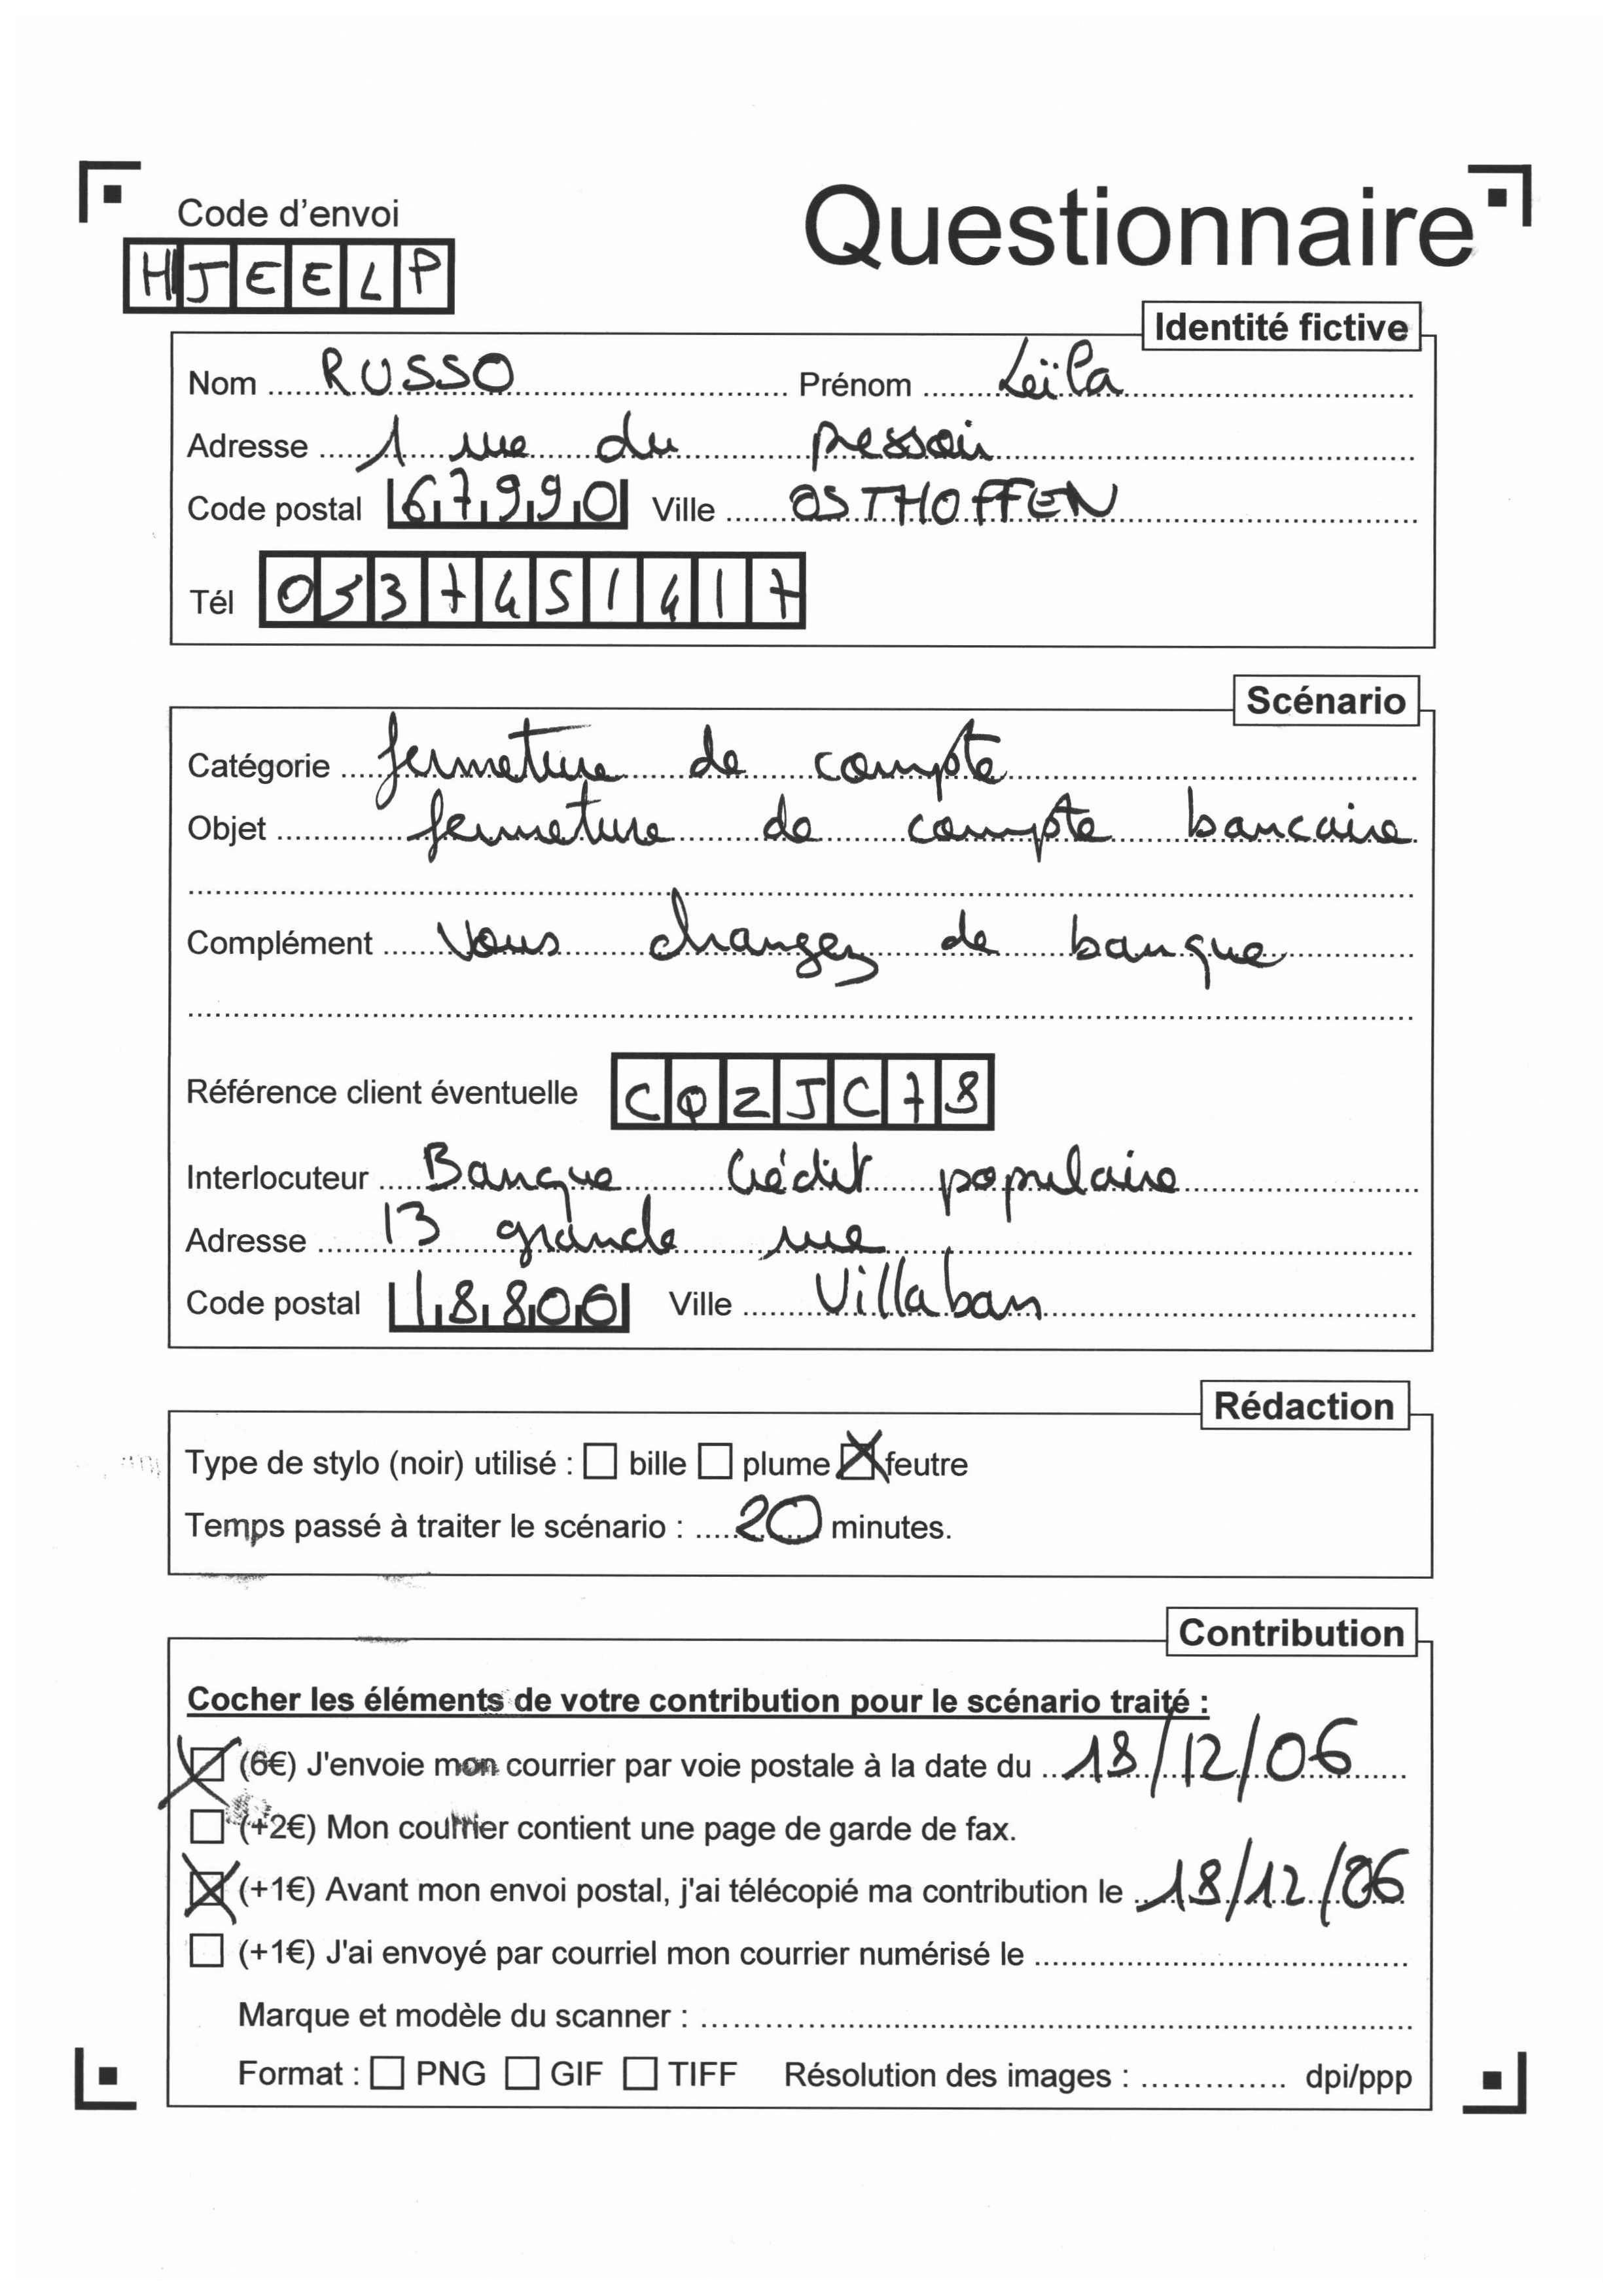 Code d'envoi
Questionnaire
HJEELP
Identité fictive
Nom RUSSO Prénom Leïla
Adresse 1 rue du pressoir
Code postal 67990 Ville OSTHOFFEN
Tél 0537451417
Scénario
Catégorie fermeture de compte
Objet fermeture de compte bancaire
Complément Vous changez de banque
Référence client éventuelle CQZJC78
Interlocuteur Banque Crédit populaire
Adresse 13 grande rue
Code postal 18806 Ville Villaban
Rédaction
Type de stylo (noir) utilisé : bille plume feutre
Temps passé à traiter le scénario : 20 minutes.
Contribution
Cocher les éléments de votre contribution pour le scénario traité :
(6€) J'envoie mon courrier par voie postale à la date du 18/12/06
(+2€) Mon courrier contient une page de garde de fax.
(+1€) Avant mon envoi postal, j'ai télécopié ma contribution le 18/12/06
(+1€) J'ai envoyé par courriel mon courrier numérisé le
Marque et modèle du scanner :
Format : PNG GIF TIFF Résolution des images : dpi/ppp